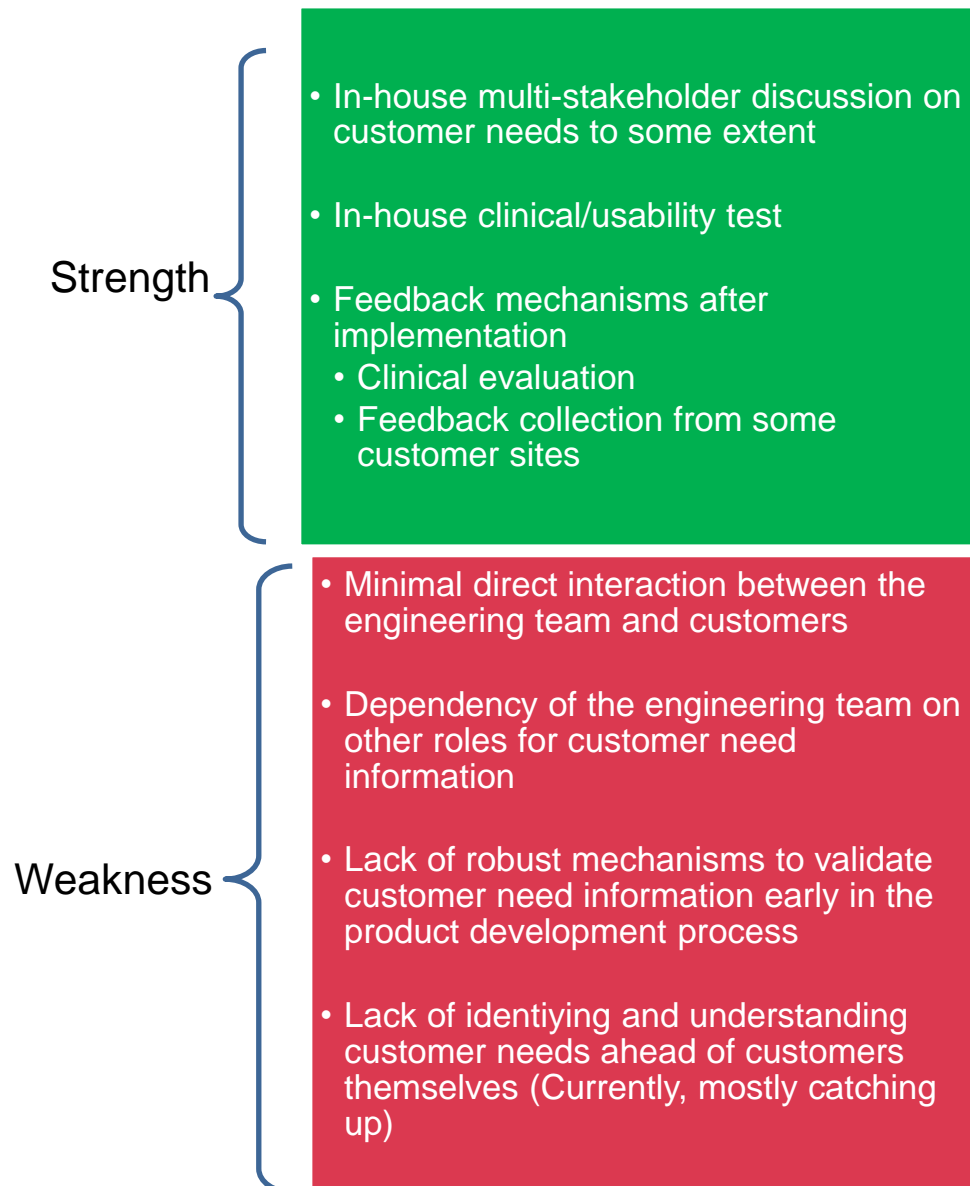 Strength
• In-house multi-stakeholder discussion on
customer needs to some extent
• In-house clinical/usability test
• Feedback mechanisms after
implementation
• Clinical evaluation
• Feedback collection from some
customer sites
Weakness
• Minimal direct interaction between the
engineering team and customers
• Dependency of the engineering team on
other roles for customer need
information
• Lack of robust mechanisms to validate
customer need information early in the
product development process
• Lack of identiying and understanding
customer needs ahead of customers
themselves (Currently, mostly catching
up)